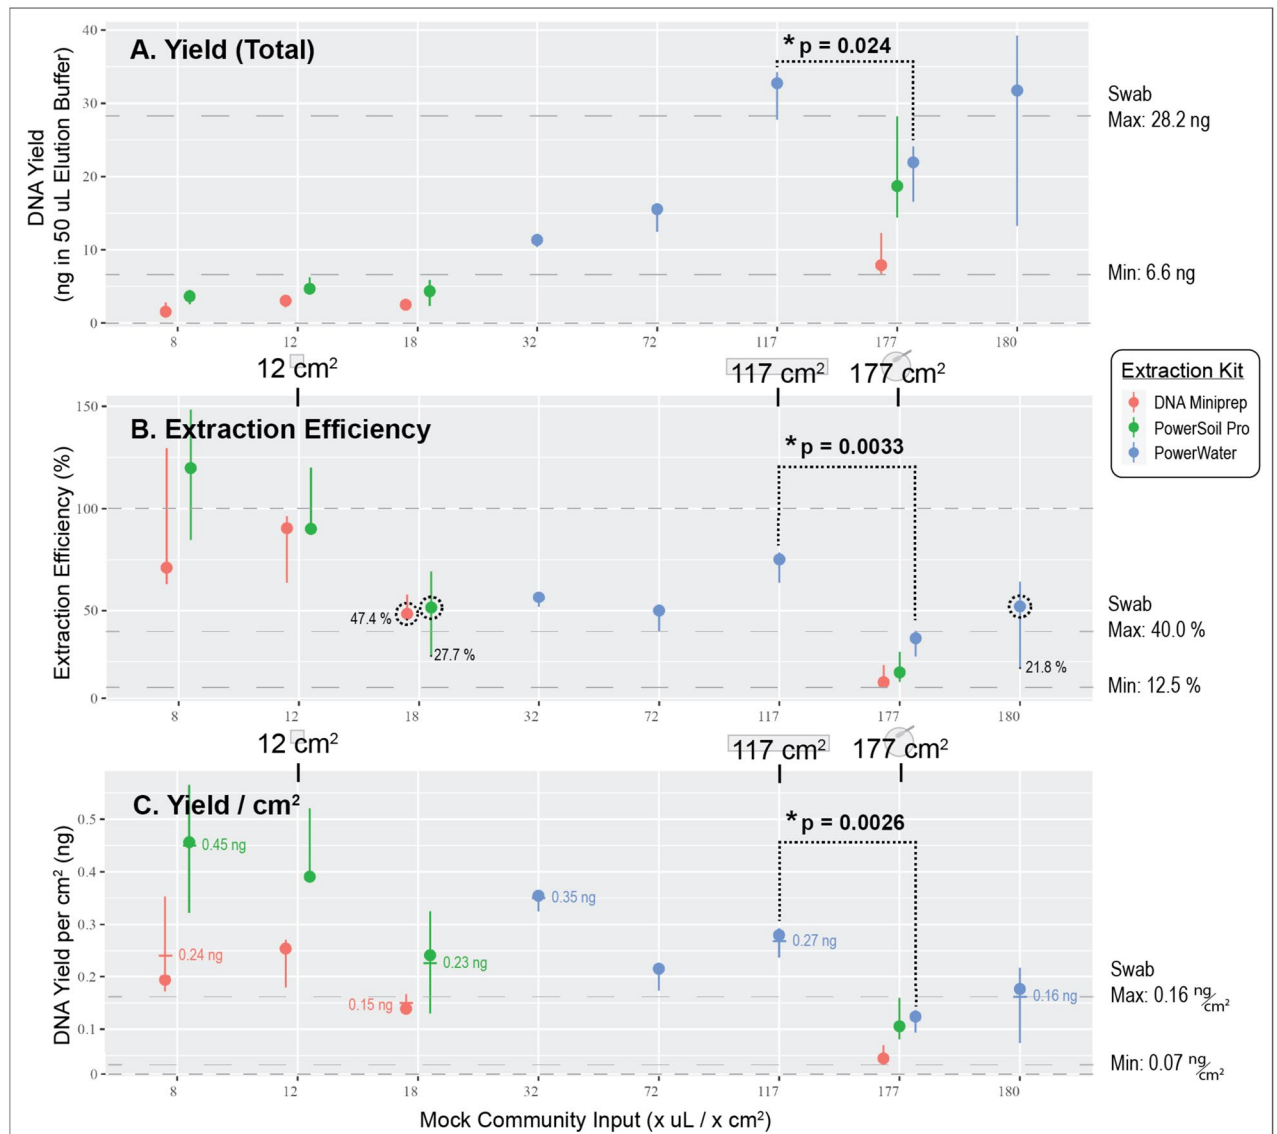 A. Yield (Total)
DNA Yield
(ng in 50 uL Elution Buffer)
40
30
20
10
0
* p = 0.024
Swab
Max: 28.2 ng
Min: 6.6 ng
8 12 18 32 72 117 177 180
12 cm² 117 cm² 177 cm²
Extraction Kit
DNA Miniprep
PowerSoil Pro
PowerWater
B. Extraction Efficiency
Extraction Efficiency (%)
150
100
50
0
* p = 0.0033
47.4 %
27.7 %
21.8 %
Swab
Max: 40.0 %
Min: 12.5 %
8 12 18 32 72 117 177 180
12 cm² 117 cm² 177 cm²
C. Yield / cm²
DNA Yield per cm² (ng)
0.5
0.4
0.3
0.2
0.1
0
* p = 0.0026
0.45 ng
0.24 ng
0.15 ng
0.23 ng
0.35 ng
0.27 ng
0.16 ng
Swab
Max: 0.16 ng/cm²
Min: 0.07 ng/cm²
8 12 18 32 72 117 177 180
Mock Community Input (x uL / x cm²)